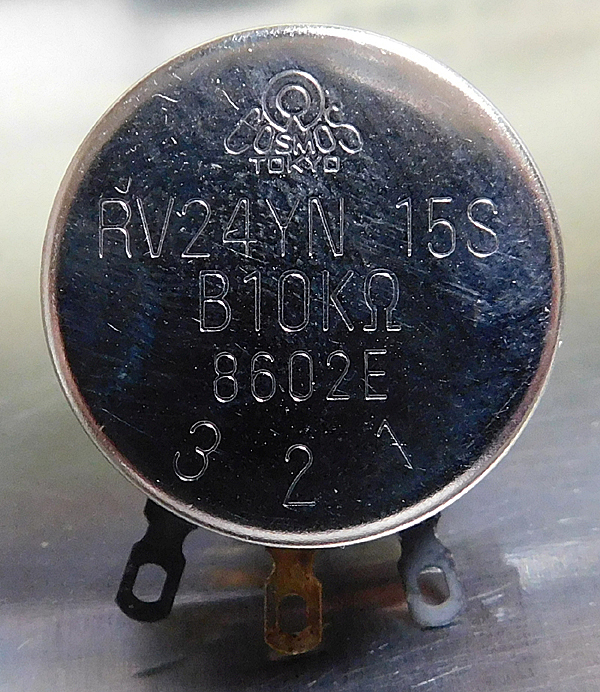 COSMOS
TOKYO
RV24YN 15S
B10KΩ
8602E
3 2 1